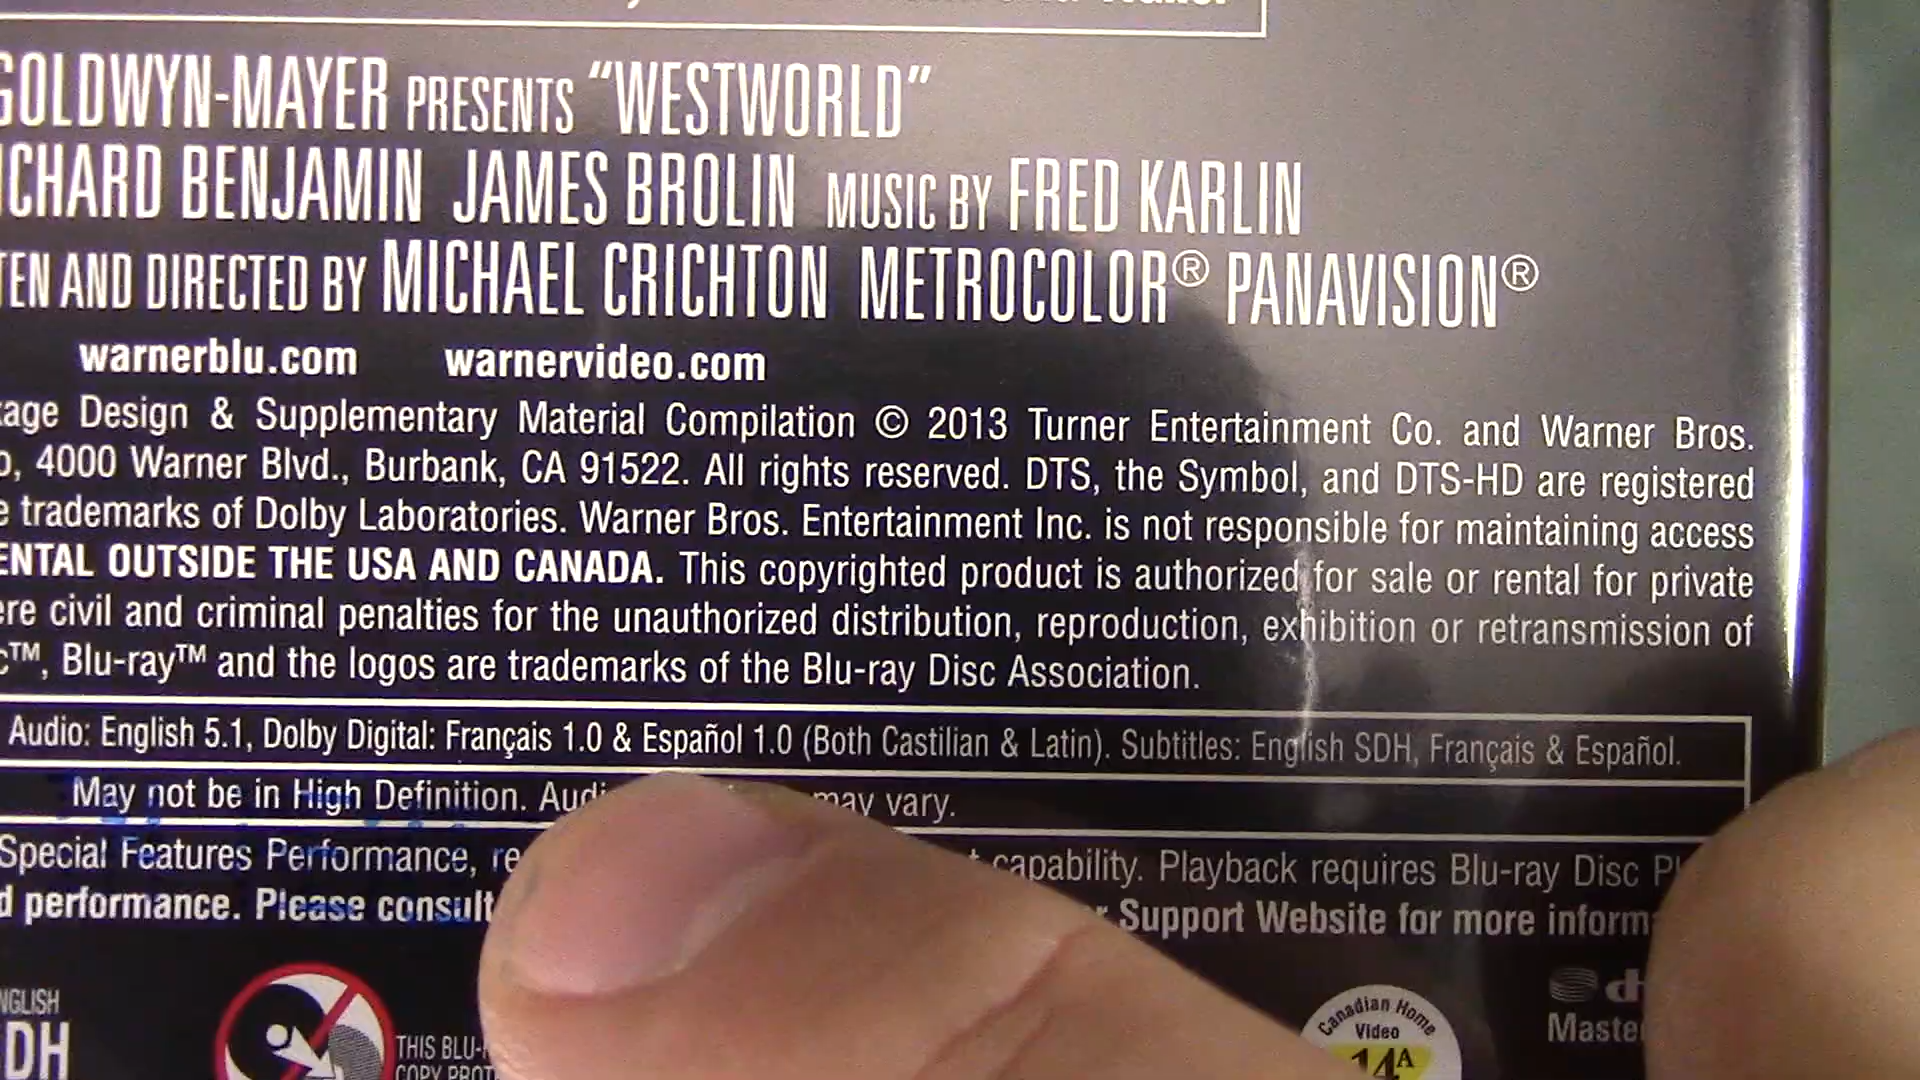 GOLDWYN-MAYER PRESENTS “WESTWORLD”
RICHARD BENJAMIN JAMES BROLIN MUSIC BY FRED KARLIN
TEN AND DIRECTED BY MICHAEL CRICHTON METROCOLOR® PANAVISION®
warnerblu.com warnervideo.com
kage Design & Supplementary Material Compilation © 2013 Turner Entertainment Co. and Warner Bros.
o, 4000 Warner Blvd., Burbank, CA 91522. All rights reserved. DTS, the Symbol, and DTS-HD are registered
e trademarks of Dolby Laboratories. Warner Bros. Entertainment Inc. is not responsible for maintaining access
ENTAL OUTSIDE THE USA AND CANADA. This copyrighted product is authorized for sale or rental for private
ere civil and criminal penalties for the unauthorized distribution, reproduction, exhibition or retransmission of
c™, Blu-ray™ and the logos are trademarks of the Blu-ray Disc Association.
Audio: English 5.1, Dolby Digital: Français 1.0 & Español 1.0 (Both Castilian & Latin). Subtitles: English SDH, Français & Español.
May not be in High Definition. Audi may vary.
Special Features Performance, re t capability. Playback requires Blu-ray Disc Pl
d performance. Please consult r Support Website for more inform
NGLISH
DH
THIS BLU-
COPY PROT
Canadian Home
Video
14A
Maste